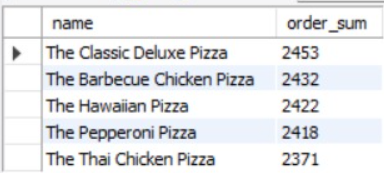 name order_sum
The Classic Deluxe Pizza 2453
The Barbecue Chicken Pizza 2432
The Hawaiian Pizza 2422
The Pepperoni Pizza 2418
The Thai Chicken Pizza 2371